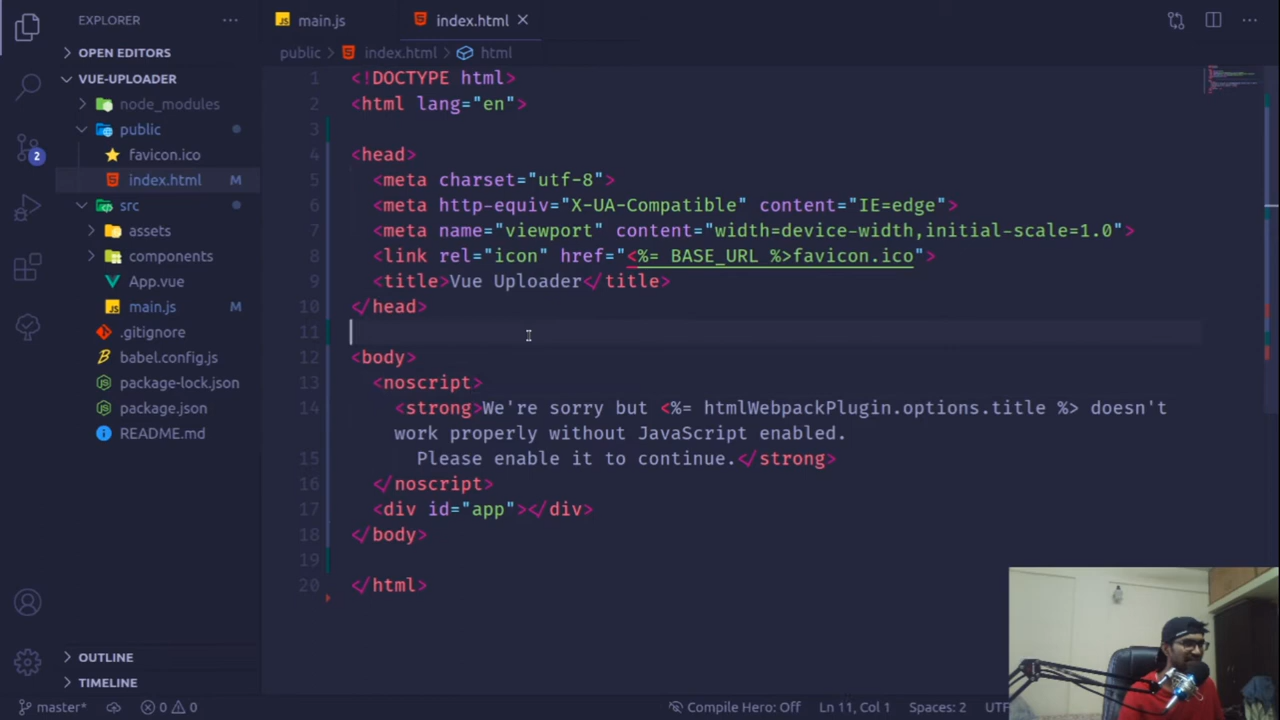 EXPLORER
main.js
index.html
OPEN EDITORS
public > index.html > html
VUE-UPLOADER
node_modules
public
favicon.ico
index.html M
src
assets
components
App.vue
main.js M
.gitignore
babel.config.js
package-lock.json
package.json
README.md
OUTLINE
TIMELINE
2
1 <!DOCTYPE html>
2 <html lang="en">
3
4 <head>
5 <meta charset="utf-8">
6 <meta http-equiv="X-UA-Compatible" content="IE=edge">
7 <meta name="viewport" content="width=device-width,initial-scale=1.0">
8 <link rel="icon" href="<%= BASE_URL %>favicon.ico">
9 <title>Vue Uploader</title>
10 </head>
11
12 <body>
13 <noscript>
14 <strong>We're sorry but <%= htmlWebpackPlugin.options.title %> doesn't
work properly without JavaScript enabled.
15 Please enable it to continue.</strong>
16 </noscript>
17 <div id="app"></div>
18 </body>
19
20 </html>
master* 0 0 Compile Hero: Off Ln 11, Col 1 Spaces: 2 UTF